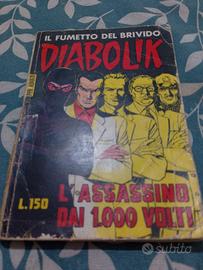 IL FUMETTO DEL BRIVIDO
DIABOLIK
L'ASSASSINO
DAI 1.000 VOLTI
L.150
subito